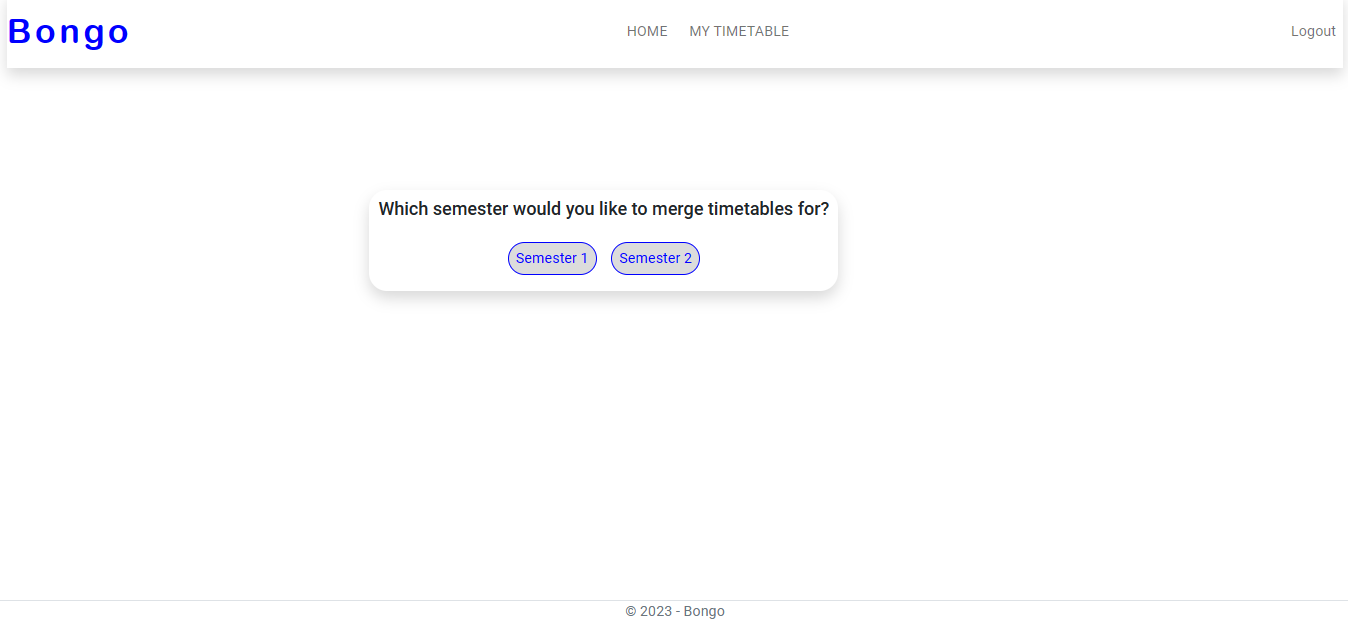 Bongo HOME MY TIMETABLE Logout
Which semester would you like to merge timetables for?
Semester 1 Semester 2
© 2023 - Bongo